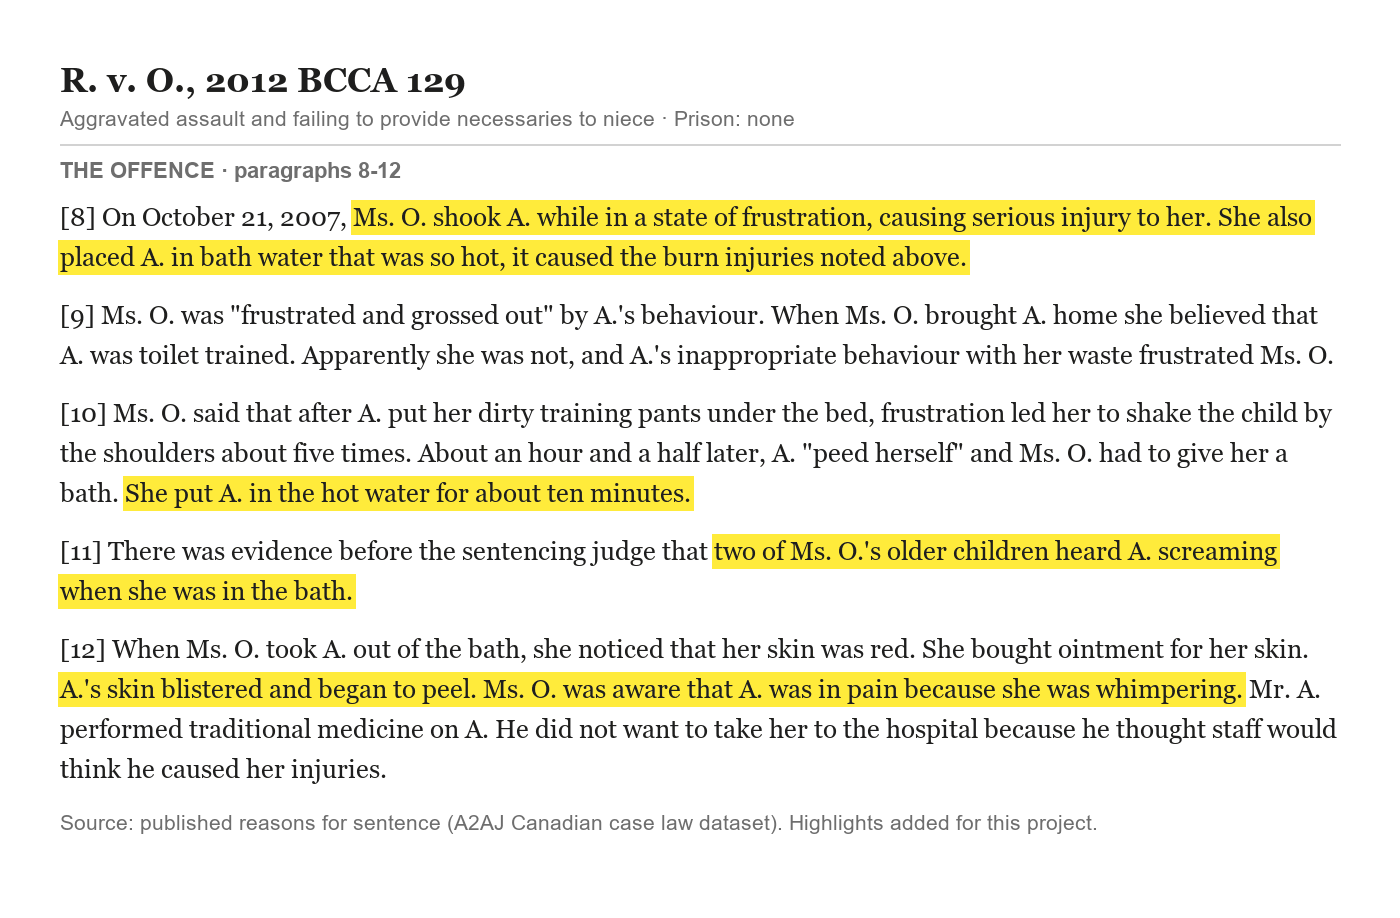 R. v. O., 2012 BCCA 129
Aggravated assault and failing to provide necessaries to niece · Prison: none
THE OFFENCE · paragraphs 8-12
[8] On October 21, 2007, Ms. O. shook A. while in a state of frustration, causing serious injury to her. She also
placed A. in bath water that was so hot, it caused the burn injuries noted above.
[9] Ms. O. was "frustrated and grossed out" by A.'s behaviour. When Ms. O. brought A. home she believed that
A. was toilet trained. Apparently she was not, and A.'s inappropriate behaviour with her waste frustrated Ms. O.
[10] Ms. O. said that after A. put her dirty training pants under the bed, frustration led her to shake the child by
the shoulders about five times. About an hour and a half later, A. "peed herself" and Ms. O. had to give her a
bath. She put A. in the hot water for about ten minutes.
[11] There was evidence before the sentencing judge that two of Ms. O.'s older children heard A. screaming
when she was in the bath.
[12] When Ms. O. took A. out of the bath, she noticed that her skin was red. She bought ointment for her skin.
A.'s skin blistered and began to peel. Ms. O. was aware that A. was in pain because she was whimpering. Mr. A.
performed traditional medicine on A. He did not want to take her to the hospital because he thought staff would
think he caused her injuries.
Source: published reasons for sentence (A2AJ Canadian case law dataset). Highlights added for this project.